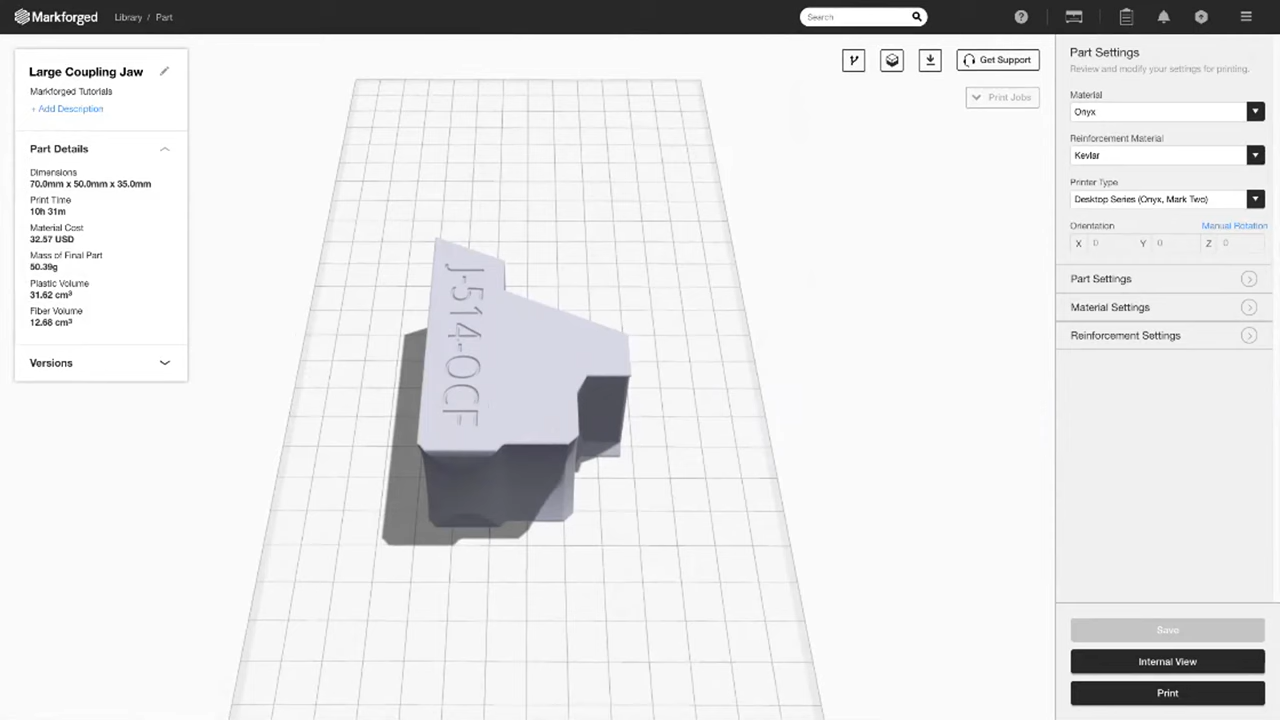 Markforged
Library / Part
Search
Large Coupling Jaw
Markforged Tutorials
+ Add Description
Part Details
Dimensions
70.0mm x 50.0mm x 35.0mm
Print Time
10h 31m
Material Cost
32.57 USD
Mass of Final Part
50.39g
Plastic Volume
31.62 cm³
Fiber Volume
12.68 cm³
Versions
J-514-OCF
Get Support
Print Jobs
Part Settings
Review and modify your settings for printing.
Material
Onyx
Reinforcement Material
Kevlar
Printer Type
Desktop Series (Onyx, Mark Two)
Orientation Manual Rotation
X 0 Y 0 Z 0
Part Settings
Material Settings
Reinforcement Settings
Save
Internal View
Print